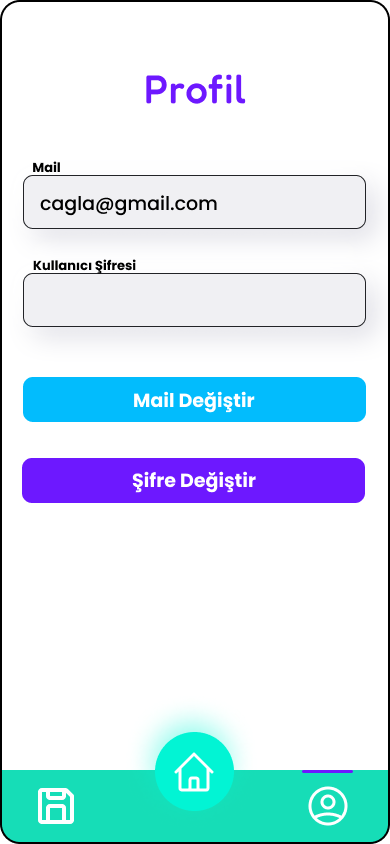 Profil
Mail
cagla@gmail.com
Kullanıcı Şifresi
Mail Değiştir
Şifre Değiştir